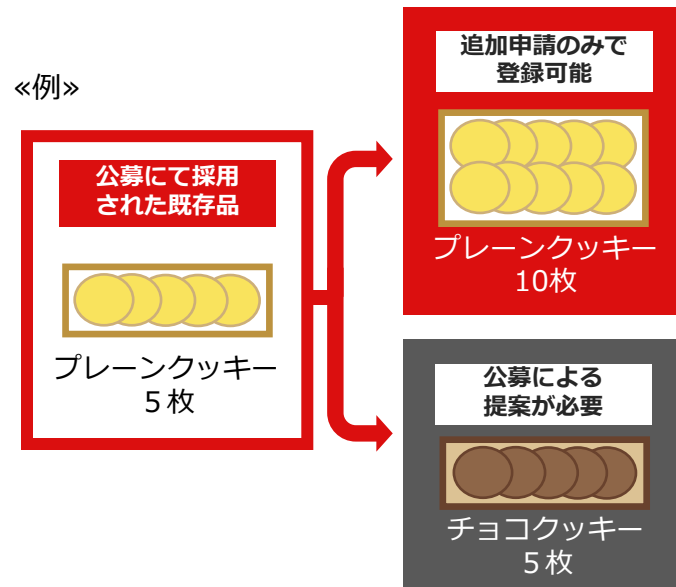 ≪例≫
公募にて採用
された既存品
プレーンクッキー
５枚
追加申請のみで
登録可能
プレーンクッキー
10枚
公募による
提案が必要
チョコクッキー
５枚